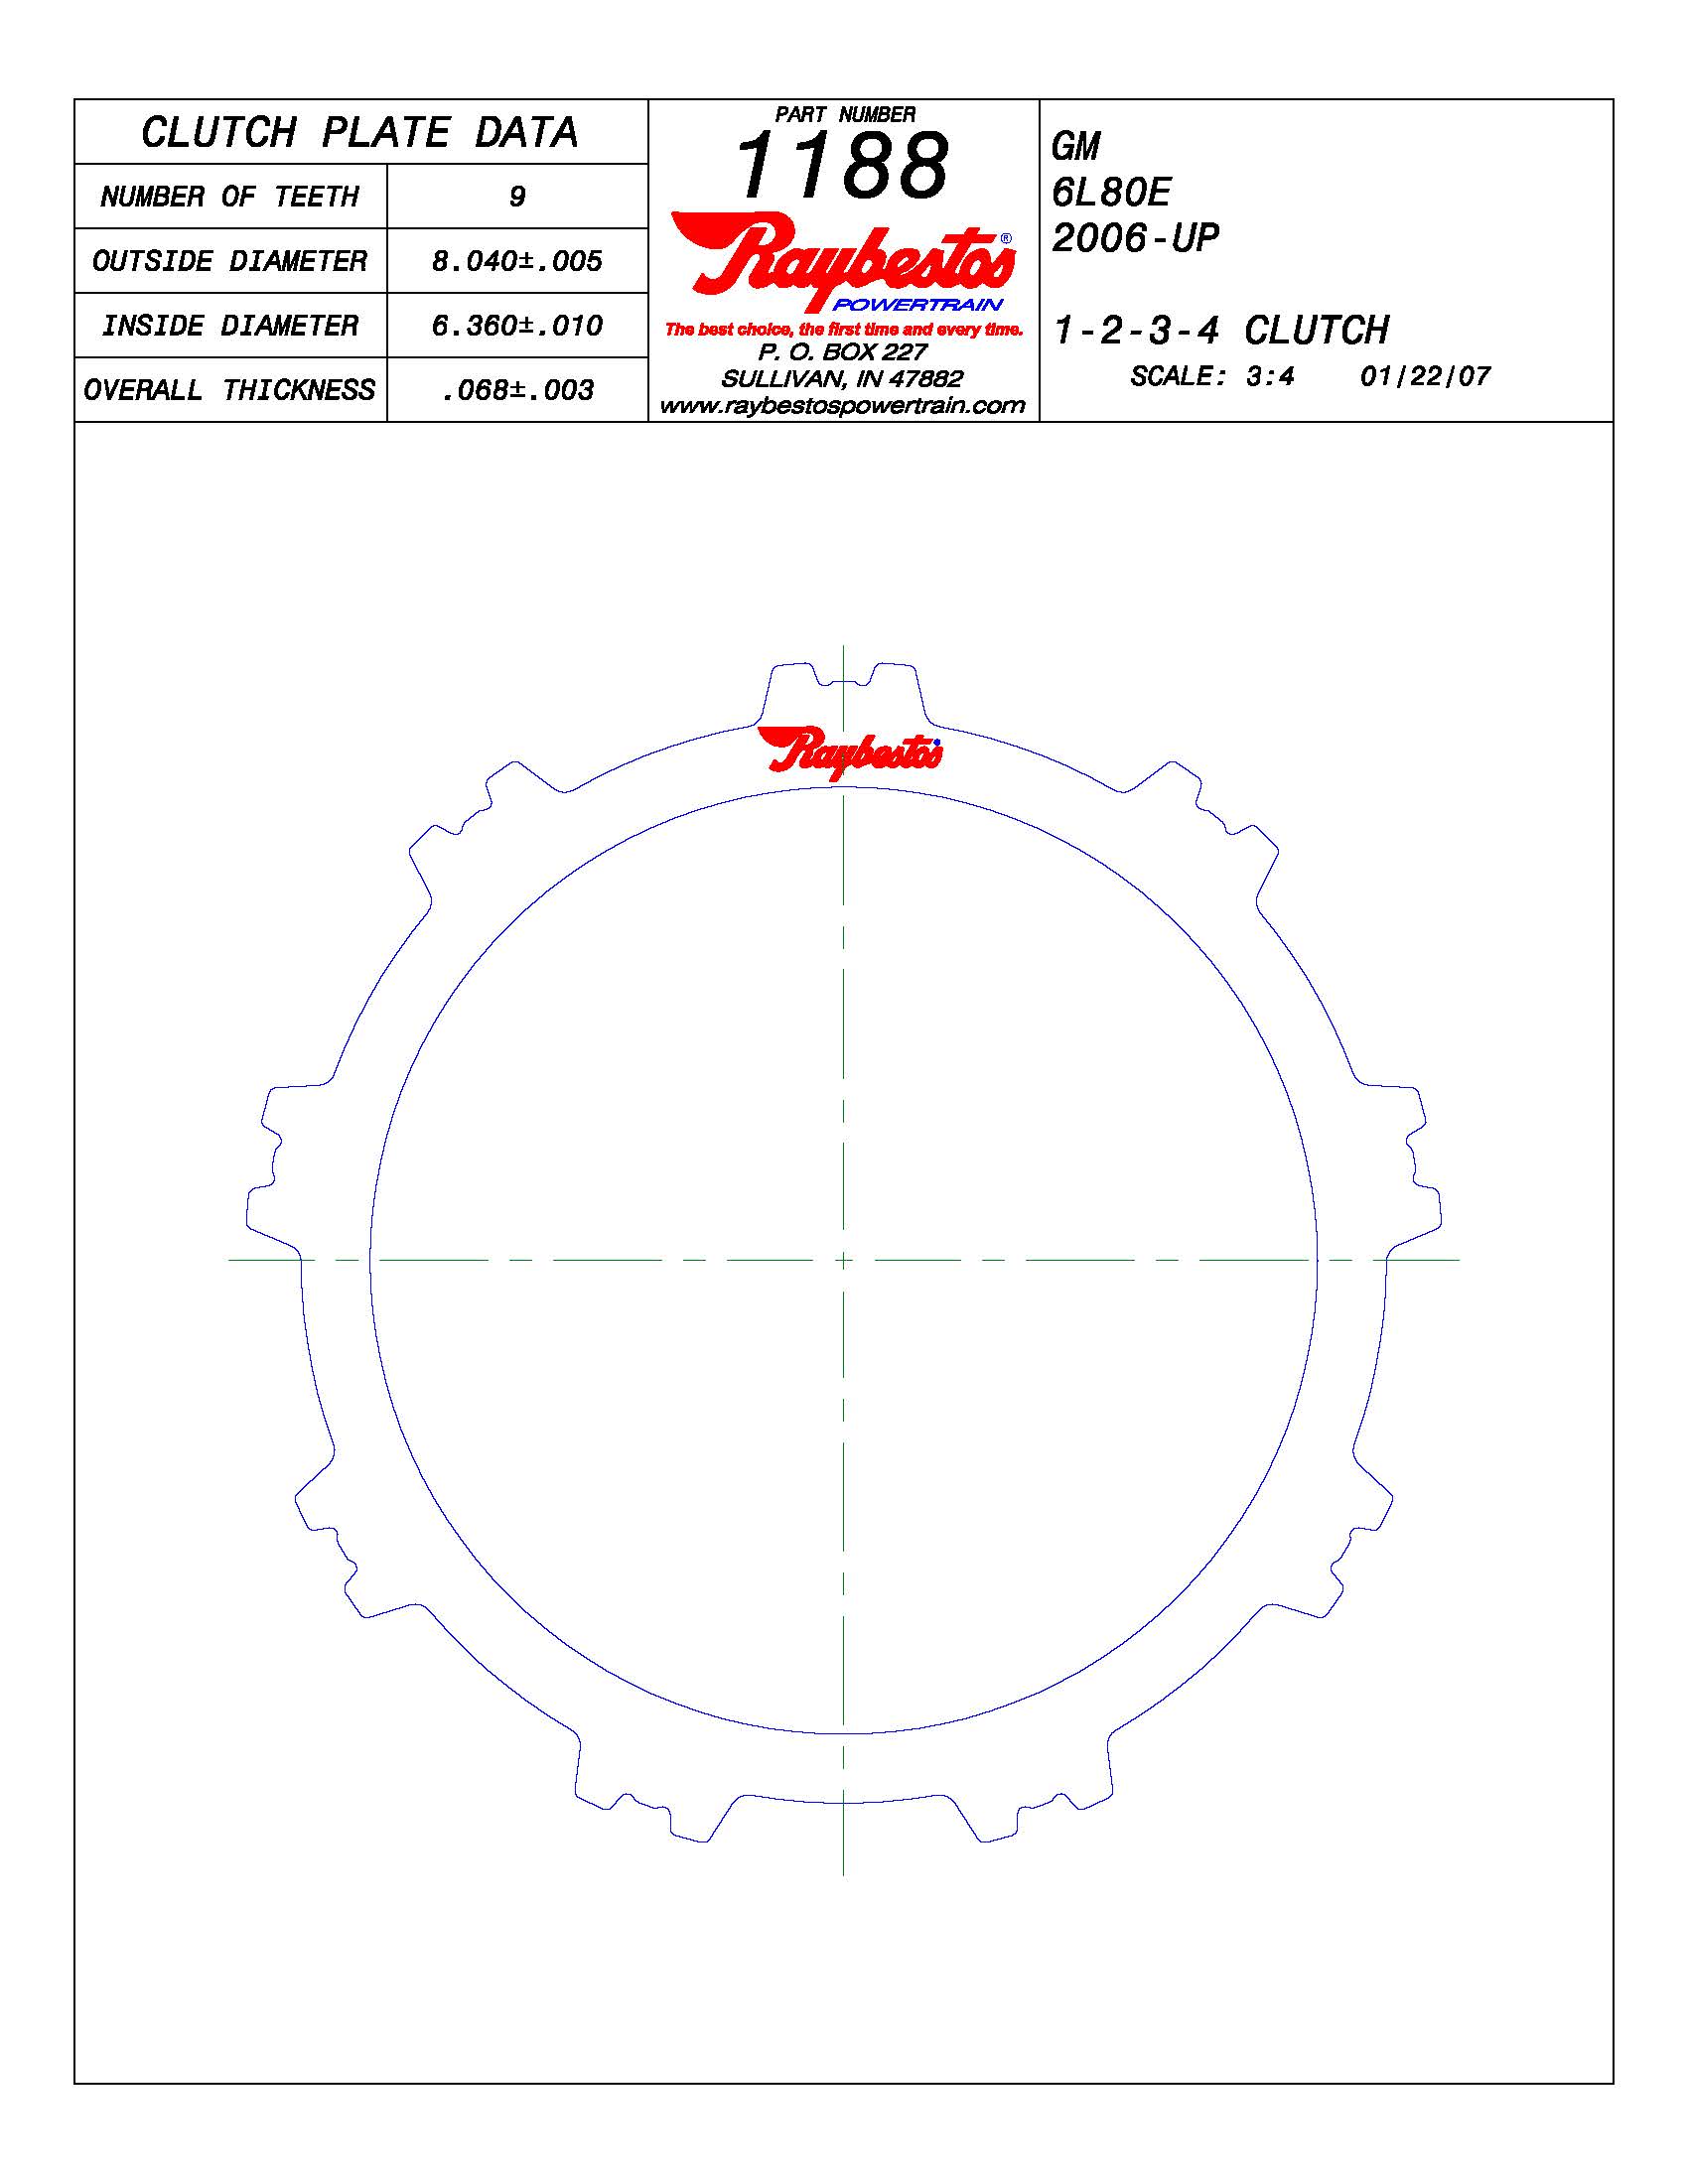 CLUTCH PLATE DATA
NUMBER OF TEETH 9
OUTSIDE DIAMETER 8.040±.005
INSIDE DIAMETER 6.360±.010
OVERALL THICKNESS .068±.003
PART NUMBER
1188
Raybestos®
POWERTRAIN
The best choice, the first time and every time.
P. O. BOX 227
SULLIVAN, IN 47882
www.raybestospowertrain.com
GM
6L80E
2006-UP
1-2-3-4 CLUTCH
SCALE: 3:4 01/22/07
Raybestos